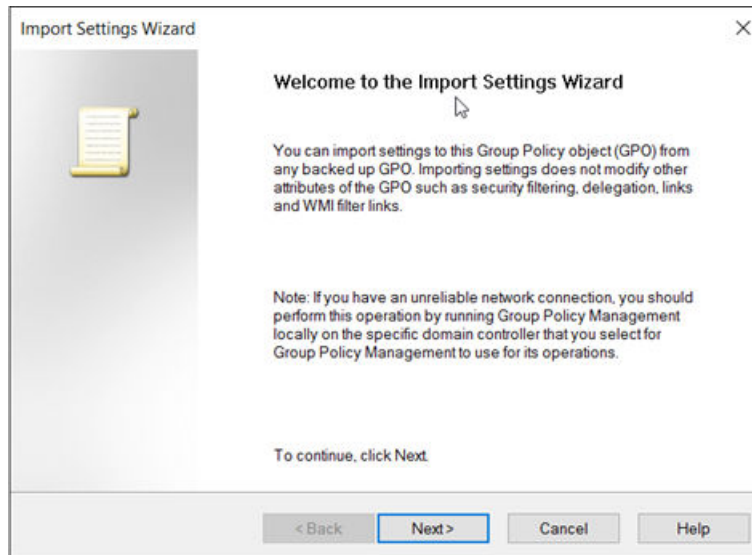 Import Settings Wizard
Welcome to the Import Settings Wizard
You can import settings to this Group Policy object (GPO) from
any backed up GPO. Importing settings does not modify other
attributes of the GPO such as security filtering, delegation, links
and WMI filter links.
Note: If you have an unreliable network connection, you should
perform this operation by running Group Policy Management
locally on the specific domain controller that you select for
Group Policy Management to use for its operations.
To continue, click Next.
< Back Next > Cancel Help